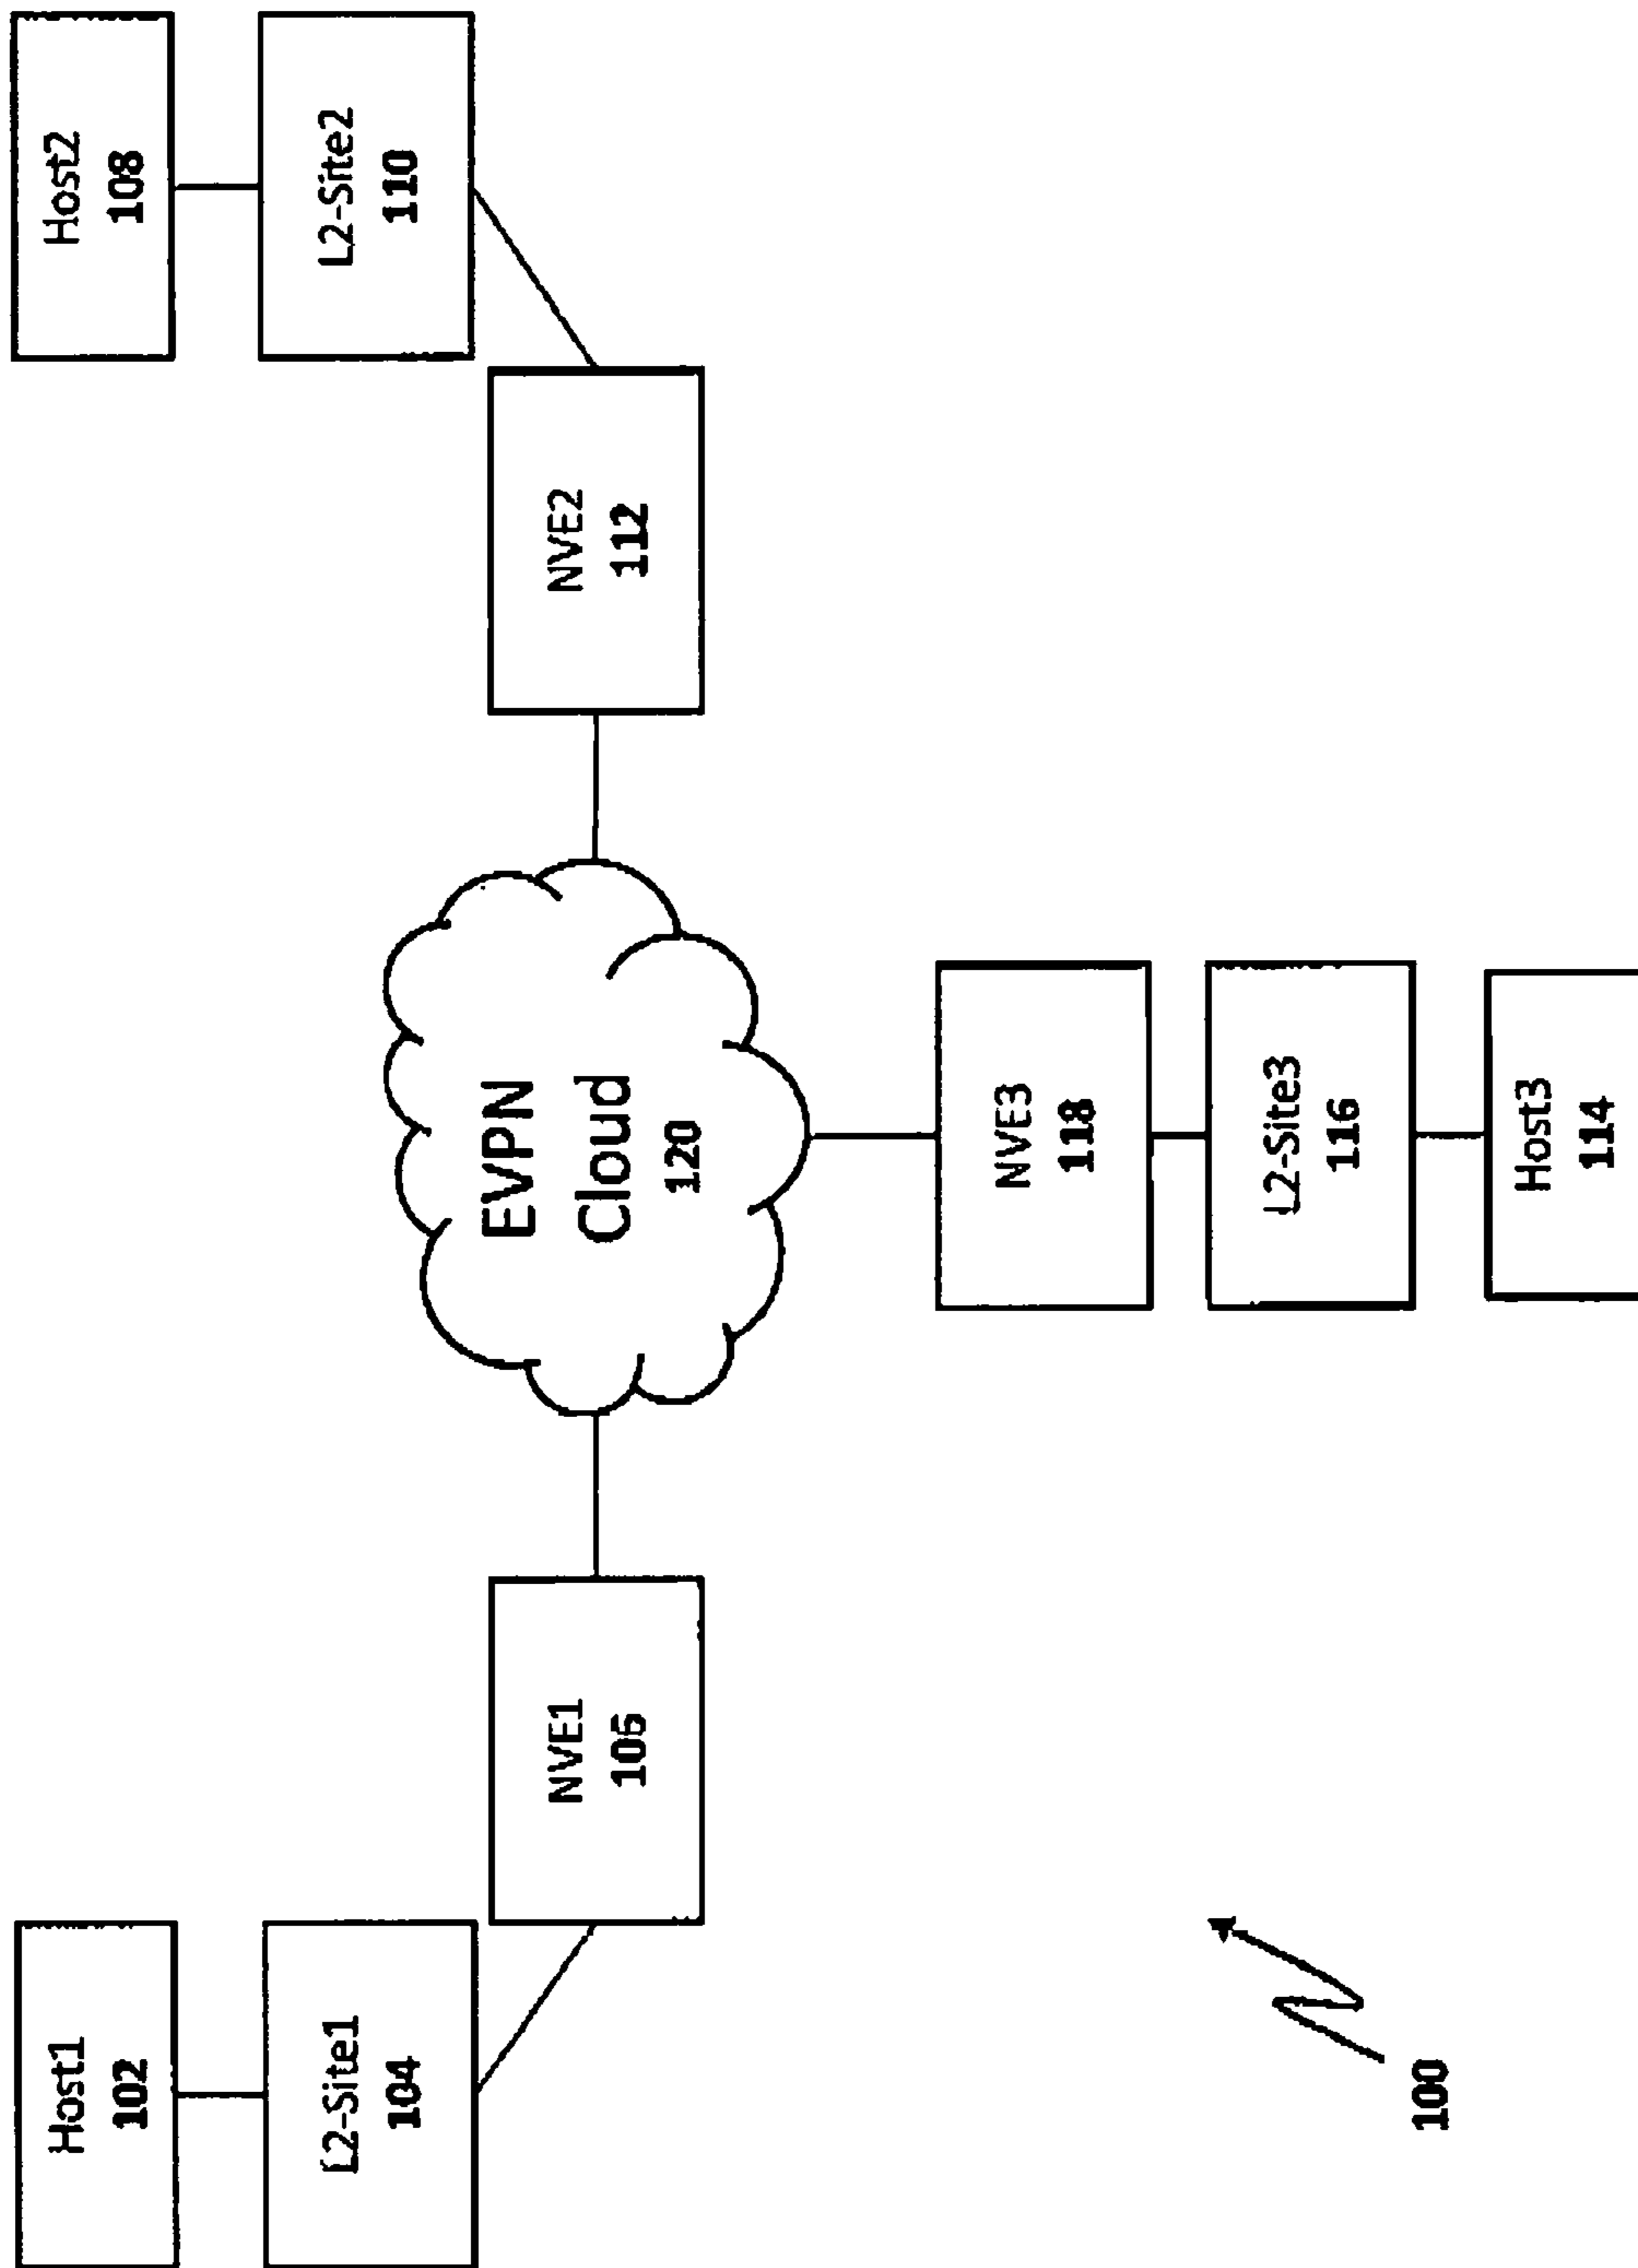 Host1
102
Host2
108
L2-Site1
104
L2-Site2
110
NVE1
106
EVPN
Cloud
120
NVE2
112
NVE3
118
L2-Site3
116
Host3
114
100